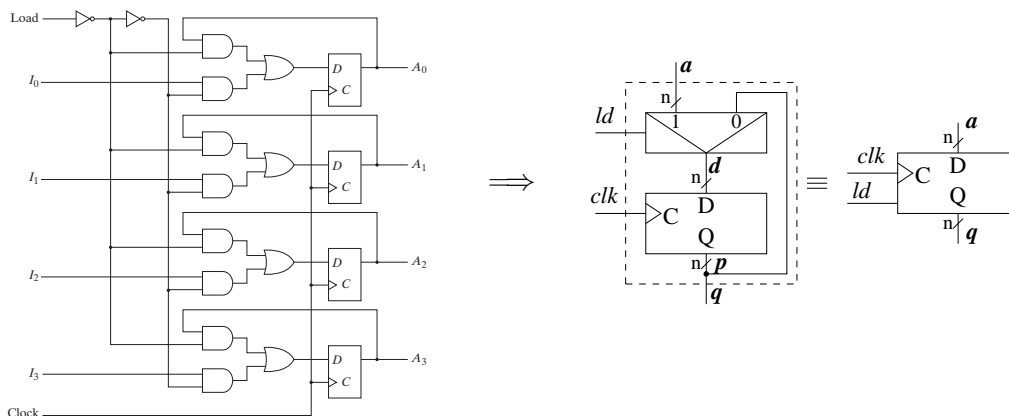 Load
I₀
D
C
A₀
I₁
D
C
A₁
I₂
D
C
A₂
I₃
D
C
A₃
Clock
⟹
a
n
1 0
ld
d
n
clk
C D
Q
n p
q
≡
a
n
clk
C D
ld
Q
n
q